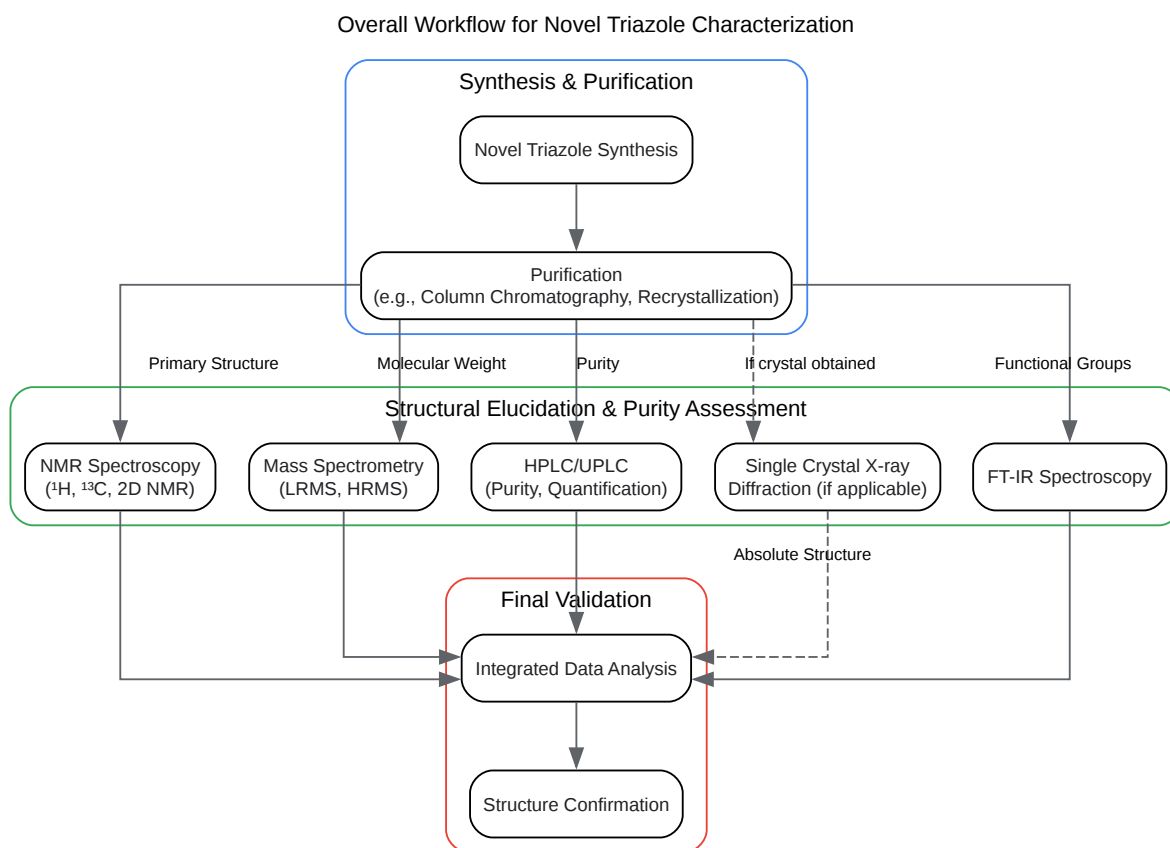 Overall Workflow for Novel Triazole Characterization
Synthesis & Purification
Novel Triazole Synthesis
Purification
(e.g., Column Chromatography, Recrystallization)
Primary Structure
Molecular Weight
Purity
If crystal obtained
Functional Groups
Structural Elucidation & Purity Assessment
NMR Spectroscopy
(¹H, ¹³C, 2D NMR)
Mass Spectrometry
(LRMS, HRMS)
HPLC/UPLC
(Purity, Quantification)
Single Crystal X-ray
Diffraction (if applicable)
FT-IR Spectroscopy
Absolute Structure
Final Validation
Integrated Data Analysis
Structure Confirmation